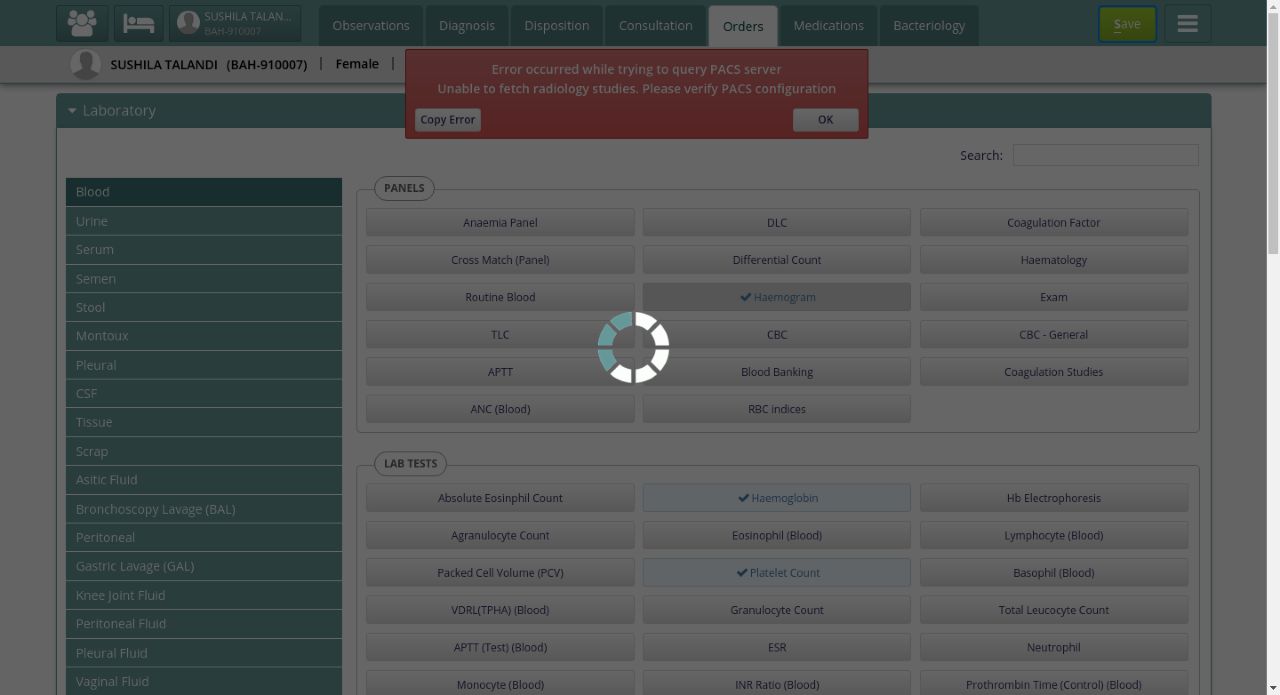 SUSHILA TALAN...
BAH-910007
Observations
Diagnosis
Disposition
Consultation
Orders
Medications
Bacteriology
Save
SUSHILA TALANDI (BAH-910007) | Female |
Error occurred while trying to query PACS server
Unable to fetch radiology studies. Please verify PACS configuration
Copy Error
OK
Laboratory
Search:
Blood
Urine
Serum
Semen
Stool
Montoux
Pleural
CSF
Tissue
Scrap
Asitic Fluid
Bronchoscopy Lavage (BAL)
Peritoneal
Gastric Lavage (GAL)
Knee Joint Fluid
Peritoneal Fluid
Pleural Fluid
Vaginal Fluid
PANELS
Anaemia Panel
DLC
Coagulation Factor
Cross Match (Panel)
Differential Count
Haematology
Routine Blood
Haemogram
Exam
TLC
CBC
CBC - General
APTT
Blood Banking
Coagulation Studies
ANC (Blood)
RBC indices
LAB TESTS
Absolute Eosinphil Count
Haemoglobin
Hb Electrophoresis
Agranulocyte Count
Eosinophil (Blood)
Lymphocyte (Blood)
Packed Cell Volume (PCV)
Platelet Count
Basophil (Blood)
VDRL(TPHA) (Blood)
Granulocyte Count
Total Leucocyte Count
APTT (Test) (Blood)
ESR
Neutrophil
Monocyte (Blood)
INR Ratio (Blood)
Prothrombin Time (Control) (Blood)